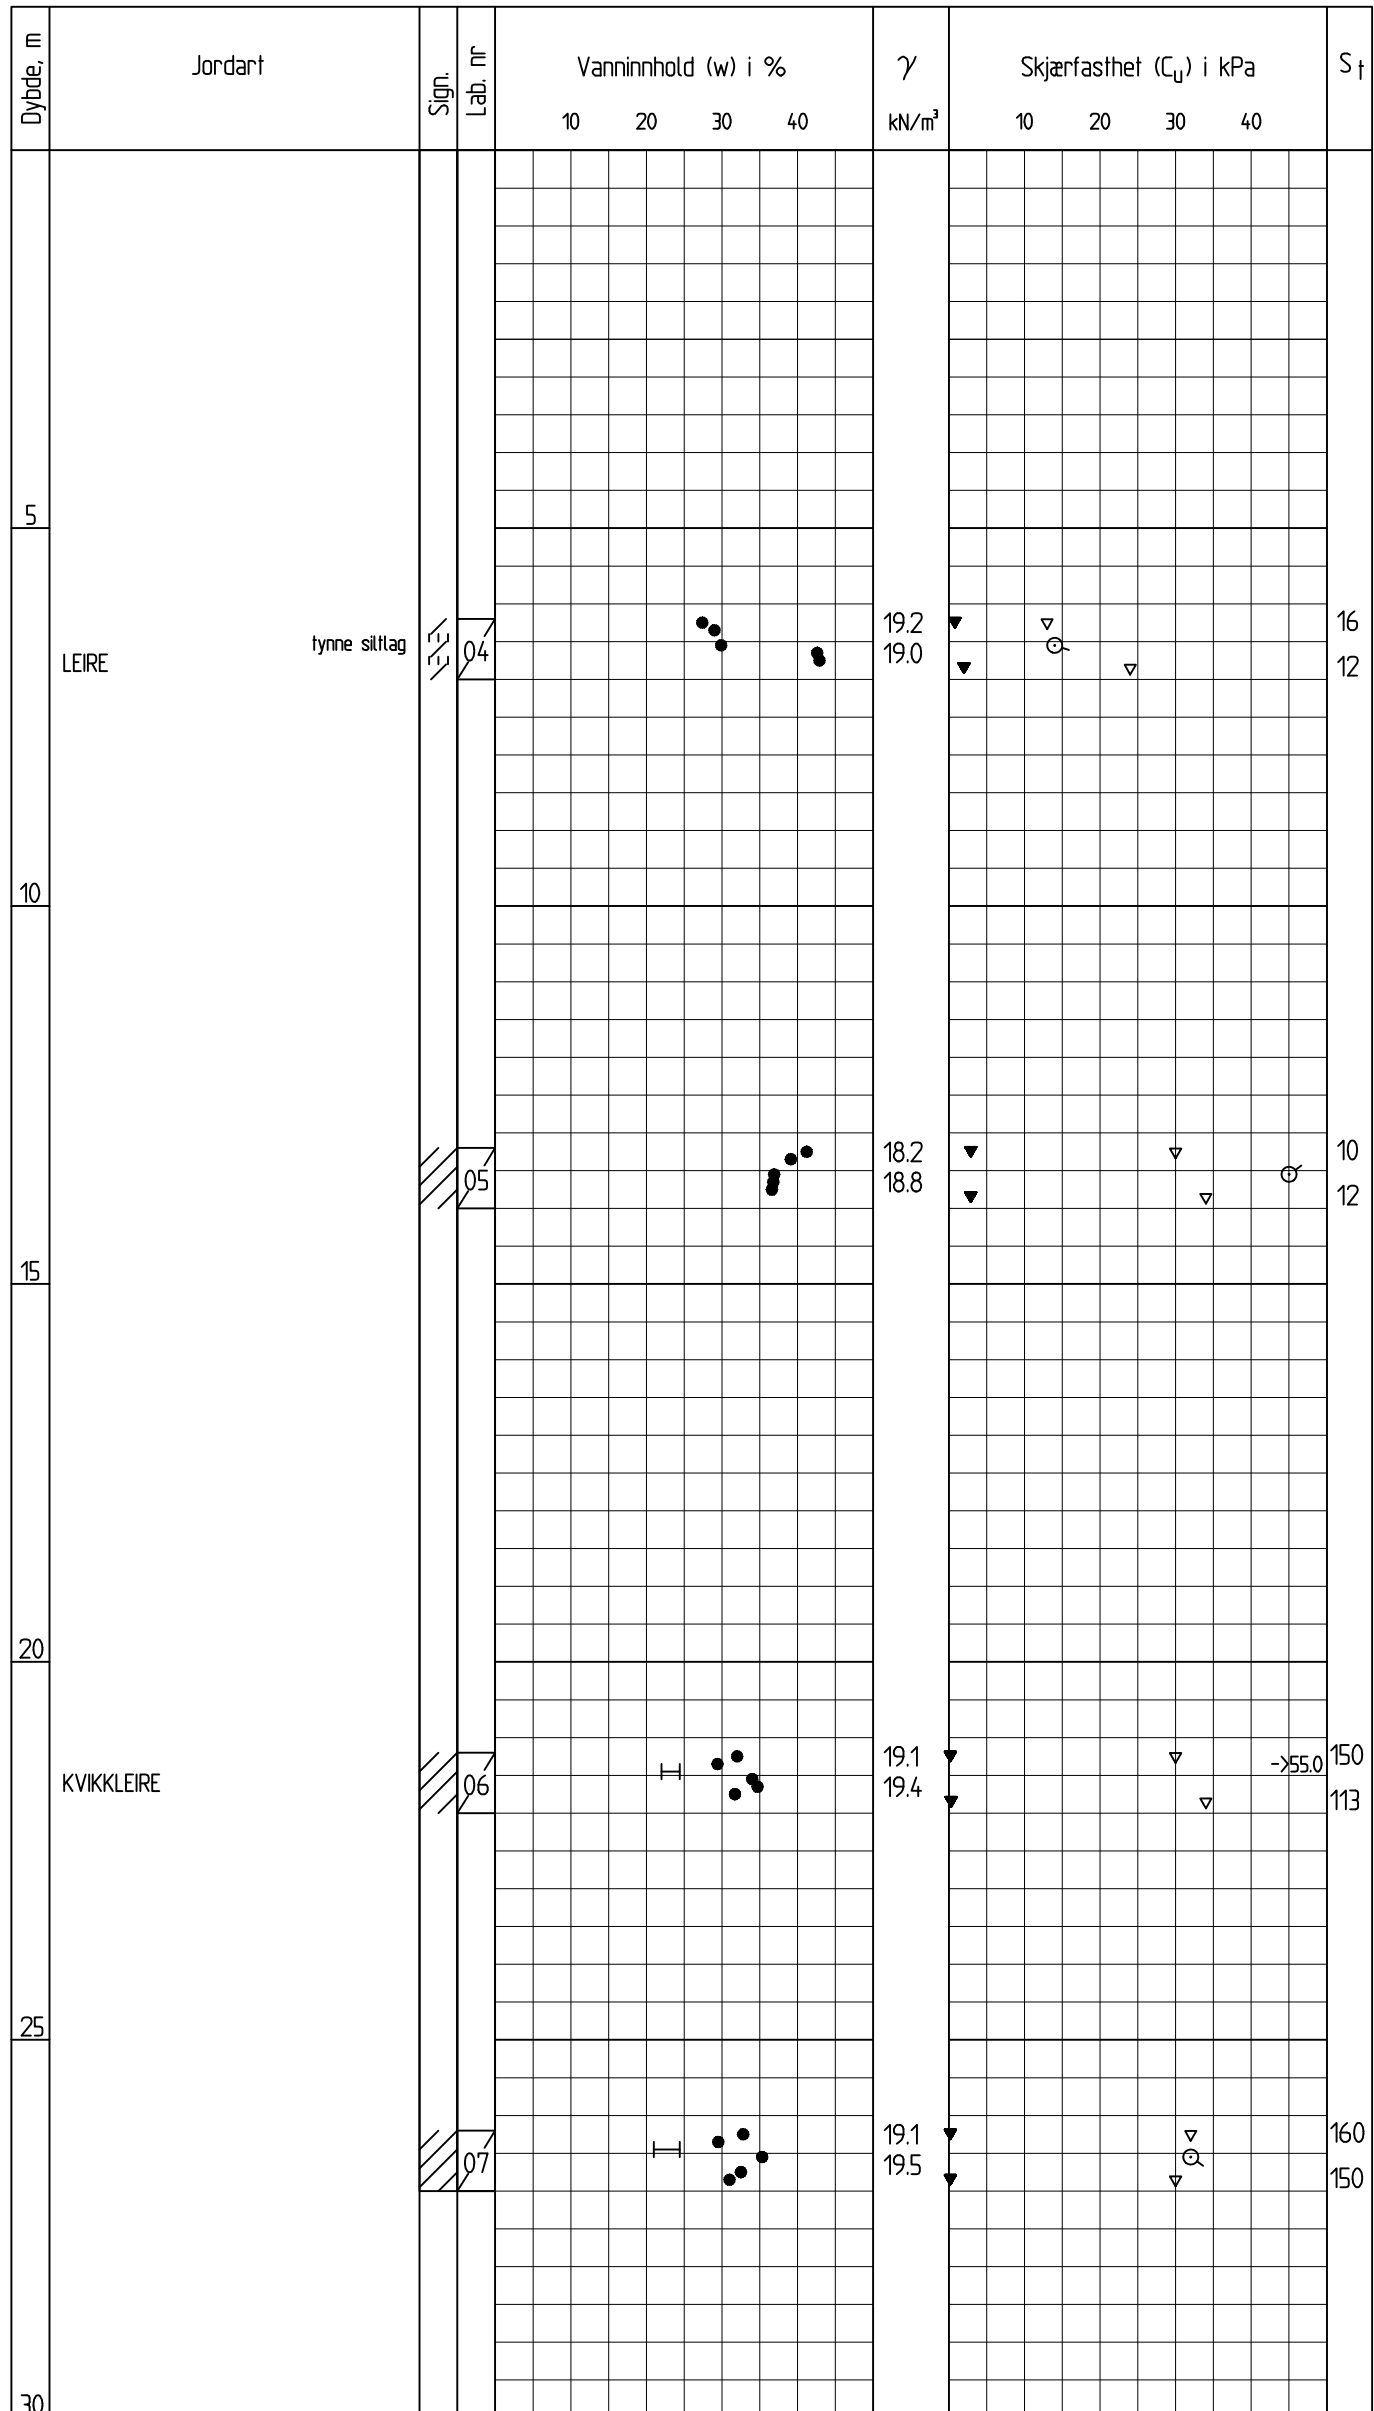 Dybde, m
Jordart
Sign.
Lab. nr
Vanninnhold (w) i %
10 20 30 40
γ
kN/m³
Skjærfasthet (Cu) i kPa
10 20 30 40
St
5
LEIRE
tynne siltlag
04
19.2
19.0
16
12
10
05
18.2
18.8
10
12
15
20
KVIKKLEIRE
06
19.1
19.4
->55.0
150
113
25
07
19.1
19.5
160
150
30